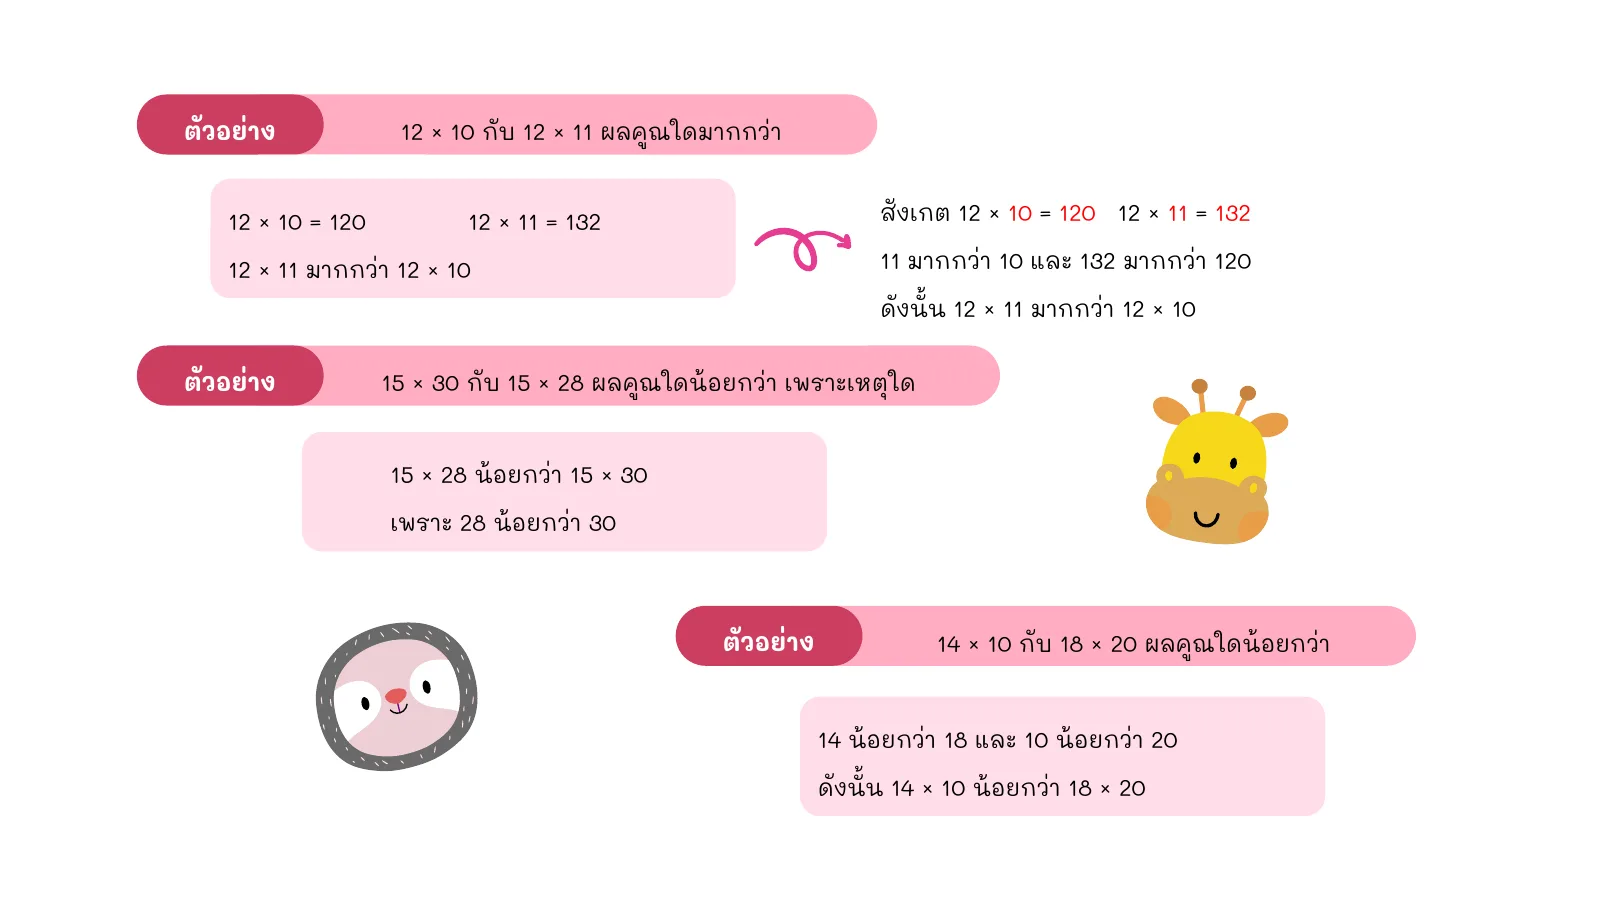 ตัวอย่าง 12 × 10 กับ 12 × 11 ผลคูณใดมากกว่า
12 × 10 = 120 12 × 11 = 132
12 × 11 มากกว่า 12 × 10
สังเกต 12 × 10 = 120 12 × 11 = 132
11 มากกว่า 10 และ 132 มากกว่า 120
ดังนั้น 12 × 11 มากกว่า 12 × 10
ตัวอย่าง 15 × 30 กับ 15 × 28 ผลคูณใดน้อยกว่า เพราะเหตุใด
15 × 28 น้อยกว่า 15 × 30
เพราะ 28 น้อยกว่า 30
ตัวอย่าง 14 × 10 กับ 18 × 20 ผลคูณใดน้อยกว่า
14 น้อยกว่า 18 และ 10 น้อยกว่า 20
ดังนั้น 14 × 10 น้อยกว่า 18 × 20